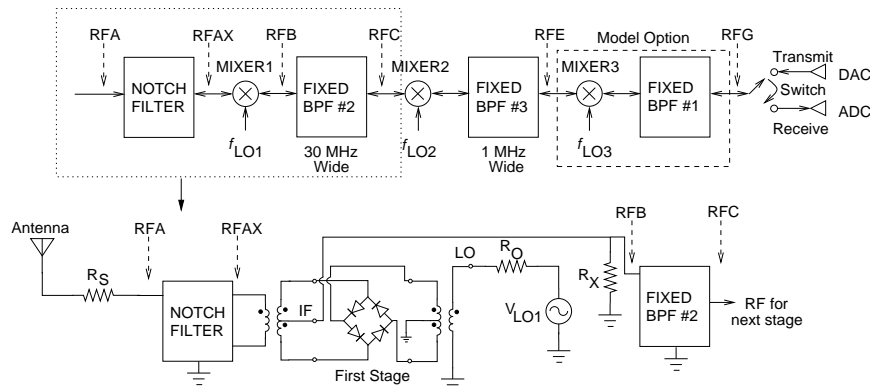 RFA
RFAX
RFB
RFC
RFE
Model Option
RFG
MIXER1
MIXER2
MIXER3
Transmit
NOTCH
FILTER
FIXED
BPF #2
FIXED
BPF #3
FIXED
BPF #1
DAC
Switch
ADC
Receive
fLO1
30 MHz
Wide
fLO2
1 MHz
Wide
fLO3
Antenna
RFA
RFAX
RFB
RFC
RS
LO
RO
RX
NOTCH
FILTER
IF
VLO1
FIXED
BPF #2
RF for
next stage
First Stage